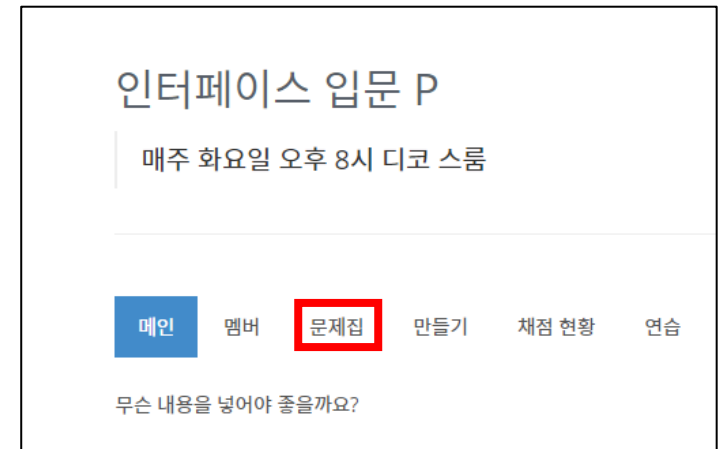 인터페이스 입문 P
매주 화요일 오후 8시 디코 스룸
메인 멤버 문제집 만들기 채점 현황 연습
무슨 내용을 넣어야 좋을까요?